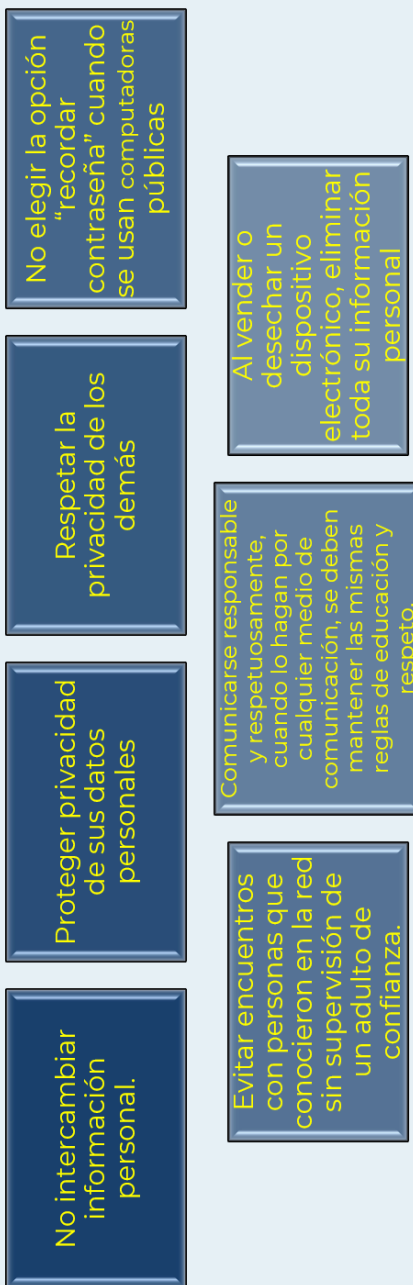 No intercambiar
información
personal.
Proteger privacidad
de sus datos
personales
Respetar la
privacidad de los
demás
No elegir la opción
“recordar
contraseña” cuando
se usan computadoras
públicas
Evitar encuentros
con personas que
conocieron en la red
sin supervisión de
un adulto de
confianza.
Comunicarse responsable
y respetuosamente,
cuando lo hagan por
cualquier medio de
comunicación, se deben
mantener las mismas
reglas de educación y
respeto.
Al vender o
desechar un
dispositivo
electrónico, eliminar
toda su información
personal